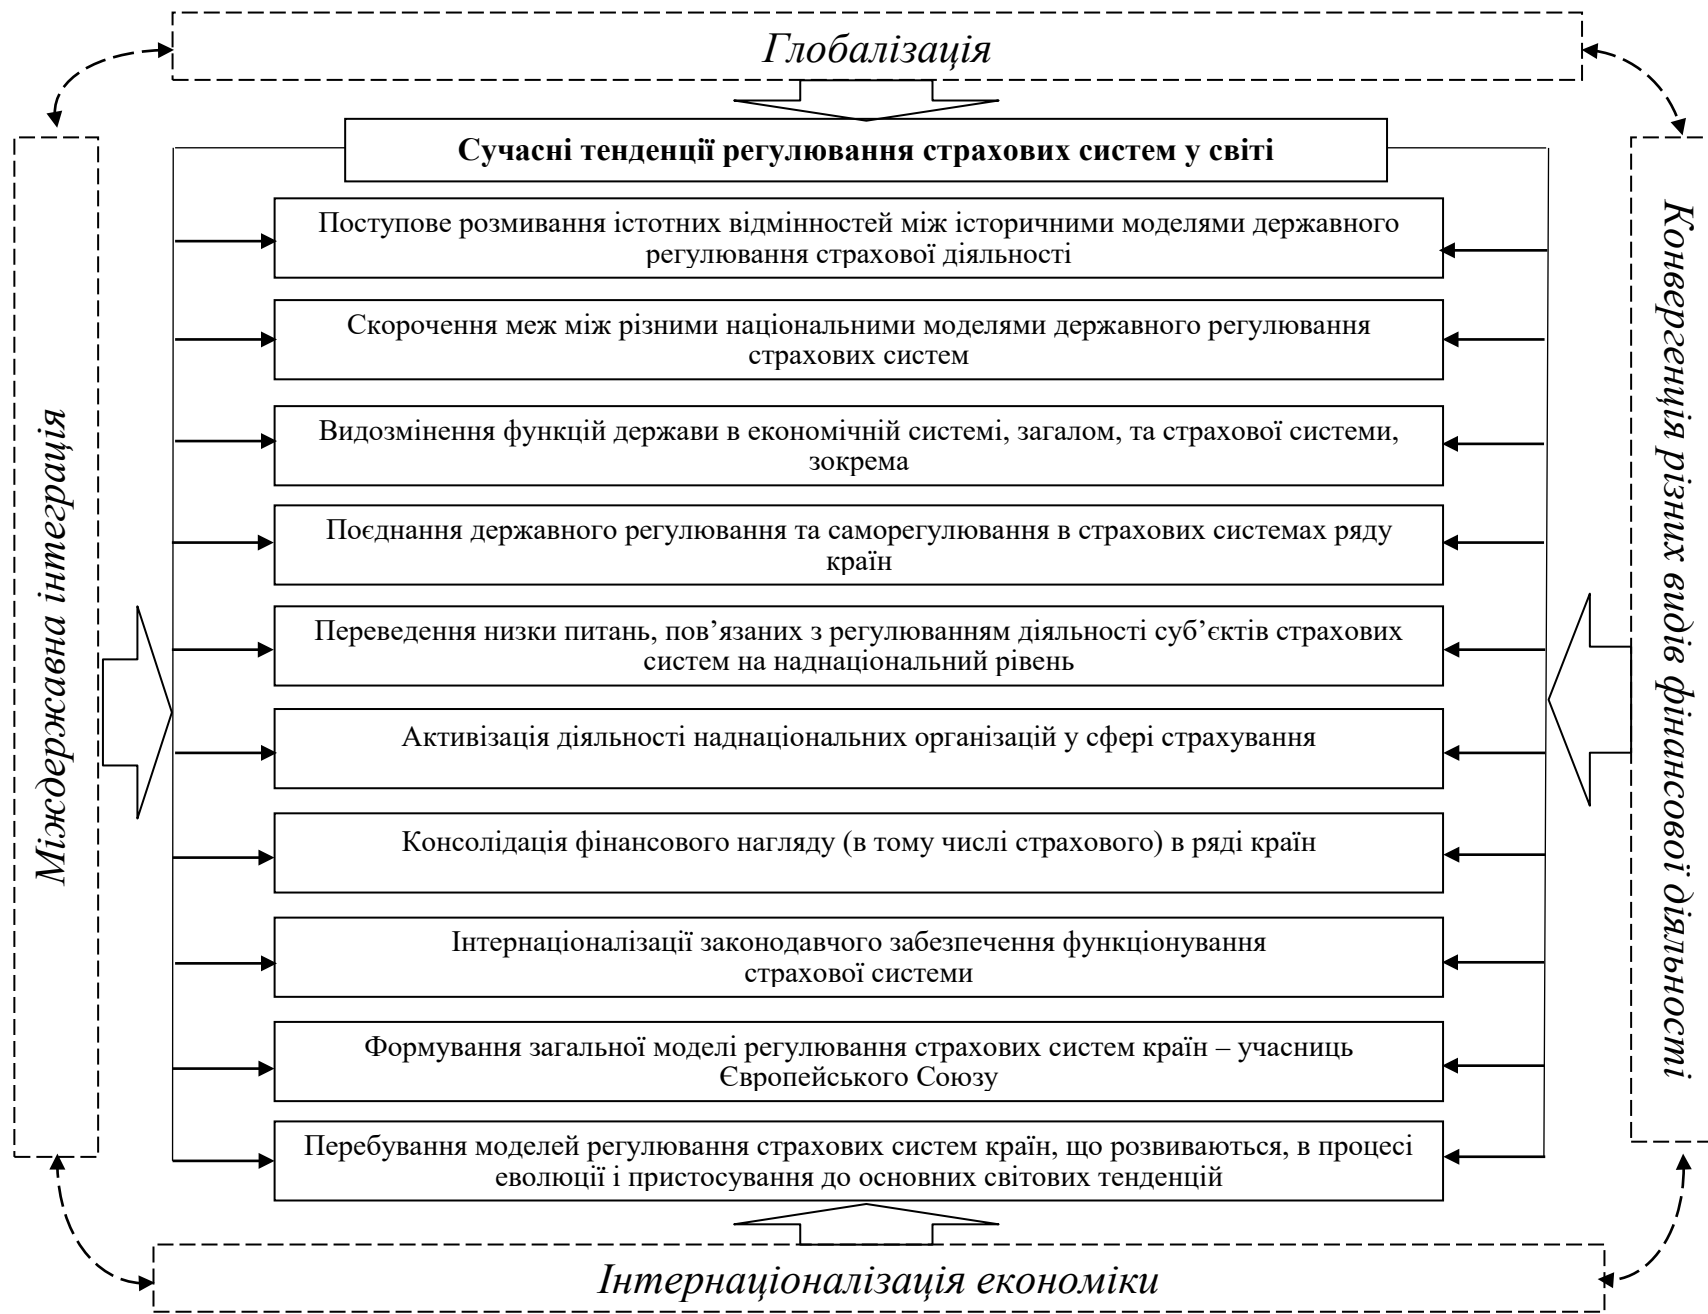 Глобалізація
Сучасні тенденції регулювання страхових систем у світі
Поступове розмивання істотних відмінностей між історичними моделями державного
регулювання страхової діяльності
Скорочення меж між різними національними моделями державного регулювання
страхових систем
Видозмінення функцій держави в економічній системі, загалом, та страхової системи,
зокрема
Поєднання державного регулювання та саморегулювання в страхових системах ряду
країн
Переведення низки питань, пов’язаних з регулюванням діяльності суб’єктів страхових
систем на наднаціональний рівень
Активізація діяльності наднаціональних організацій у сфері страхування
Консолідація фінансового нагляду (в тому числі страхового) в ряді країн
Інтернаціоналізації законодавчого забезпечення функціонування
страхової системи
Формування загальної моделі регулювання страхових систем країн – учасниць
Європейського Союзу
Перебування моделей регулювання страхових систем країн, що розвиваються, в процесі
еволюції і пристосування до основних світових тенденцій
Міждержавна інтеграція
Конвергенція різних видів фінансової діяльності
Інтернаціоналізація економіки